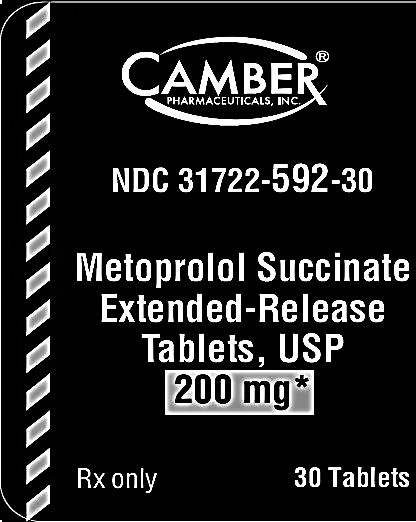 CAMBER®
PHARMACEUTICALS, INC.
NDC 31722-592-30
Metoprolol Succinate
Extended-Release
Tablets, USP
200 mg*
Rx only 30 Tablets